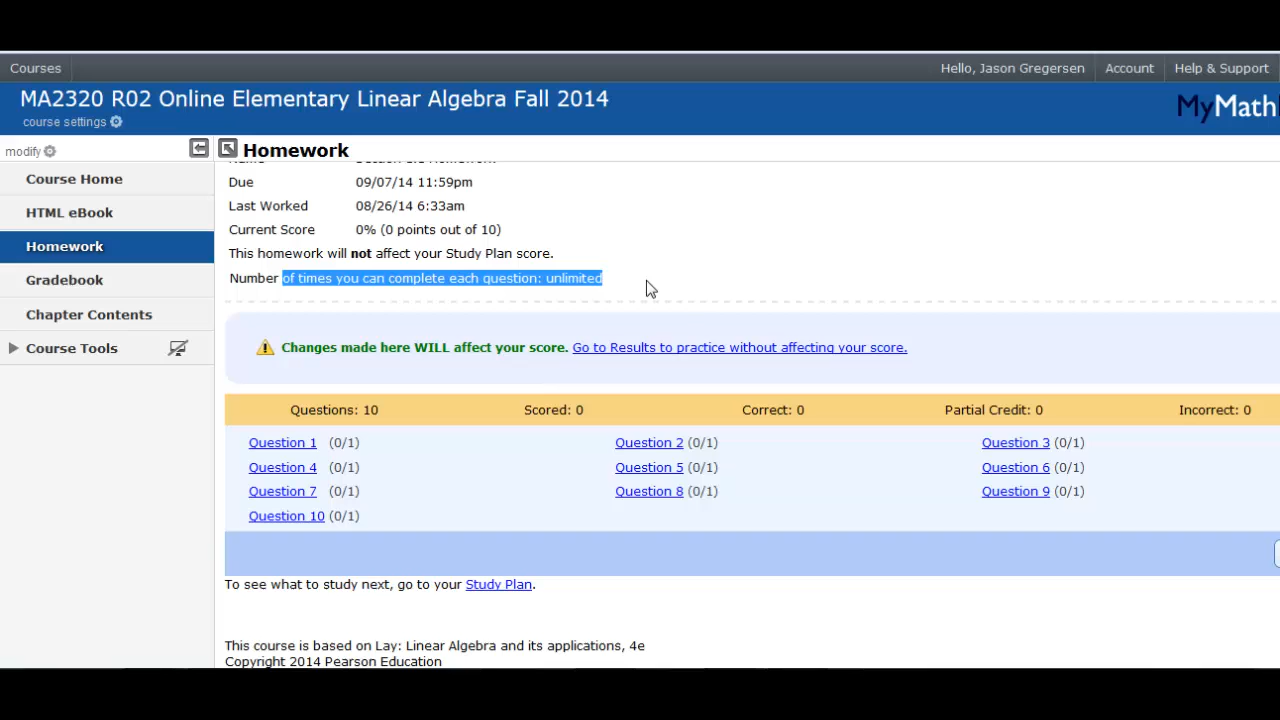 Courses
Hello, Jason Gregersen Account Help & Support
MA2320 R02 Online Elementary Linear Algebra Fall 2014
course settings
MyMath
modify
Homework
Course Home
HTML eBook
Homework
Gradebook
Chapter Contents
Course Tools
Due 09/07/14 11:59pm
Last Worked 08/26/14 6:33am
Current Score 0% (0 points out of 10)
This homework will not affect your Study Plan score.
Number of times you can complete each question: unlimited
Changes made here WILL affect your score. Go to Results to practice without affecting your score.
Questions: 10 Scored: 0 Correct: 0 Partial Credit: 0 Incorrect: 0
Question 1 (0/1) Question 2 (0/1) Question 3 (0/1)
Question 4 (0/1) Question 5 (0/1) Question 6 (0/1)
Question 7 (0/1) Question 8 (0/1) Question 9 (0/1)
Question 10 (0/1)
To see what to study next, go to your Study Plan.
This course is based on Lay: Linear Algebra and its applications, 4e
Copyright 2014 Pearson Education